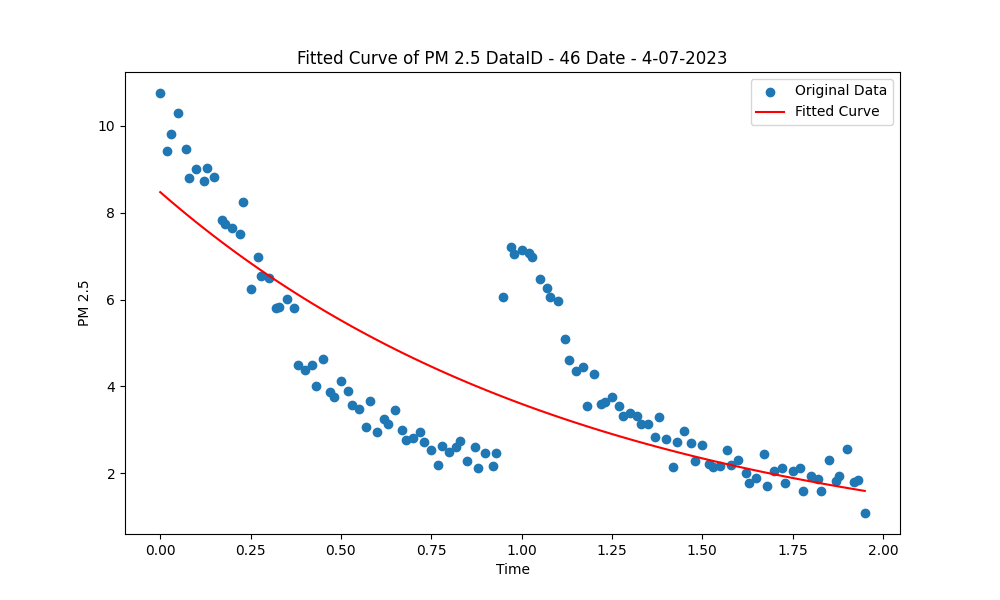 Fitted Curve of PM 2.5 DataID - 46 Date - 4-07-2023
Original Data
Fitted Curve
PM 2.5
10
8
6
4
2
0.00 0.25 0.50 0.75 1.00 1.25 1.50 1.75 2.00
Time